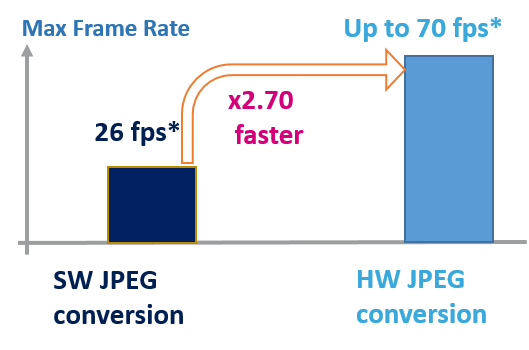 Max Frame Rate
Up to 70 fps*
x2.70
faster
26 fps*
SW JPEG
conversion
HW JPEG
conversion